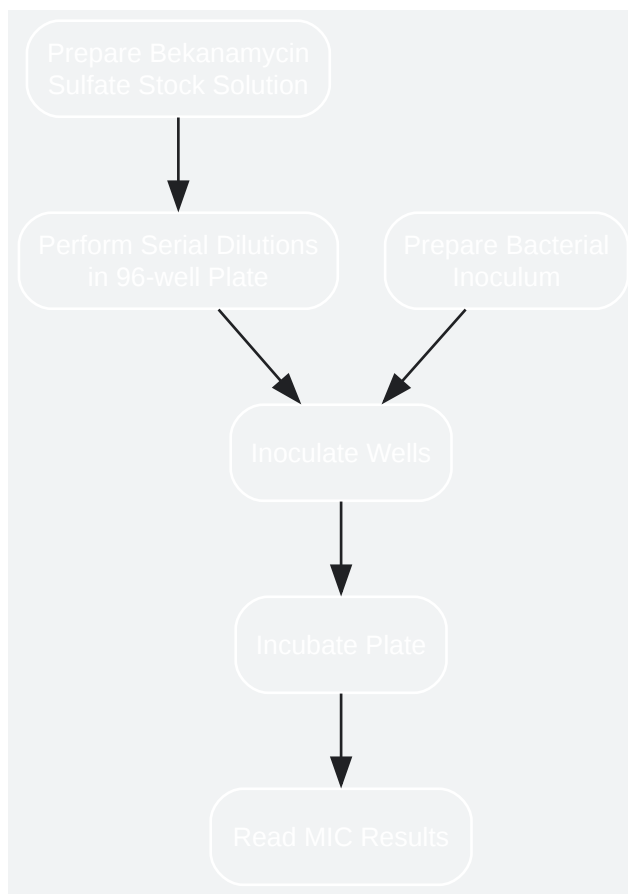 Prepare Bekanamycin
Sulfate Stock Solution
Perform Serial Dilutions
in 96-well Plate
Prepare Bacterial
Inoculum
Inoculate Wells
Incubate Plate
Read MIC Results